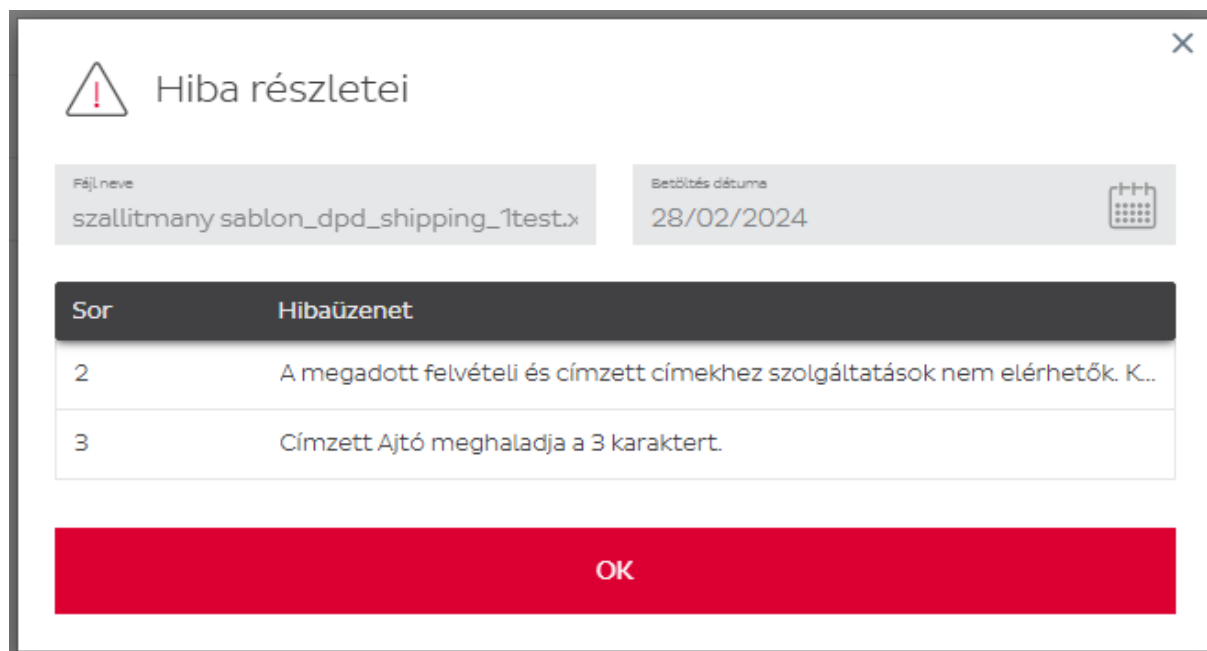 Hiba részletei
Fájl neve
szallitmany sablon_dpd_shipping_1test.x
Betöltés dátuma
28/02/2024
Sor Hibaüzenet
2 A megadott felvételi és címzett címekhez szolgáltatások nem elérhetők. K...
3 Címzett Ajtó meghaladja a 3 karaktert.
OK